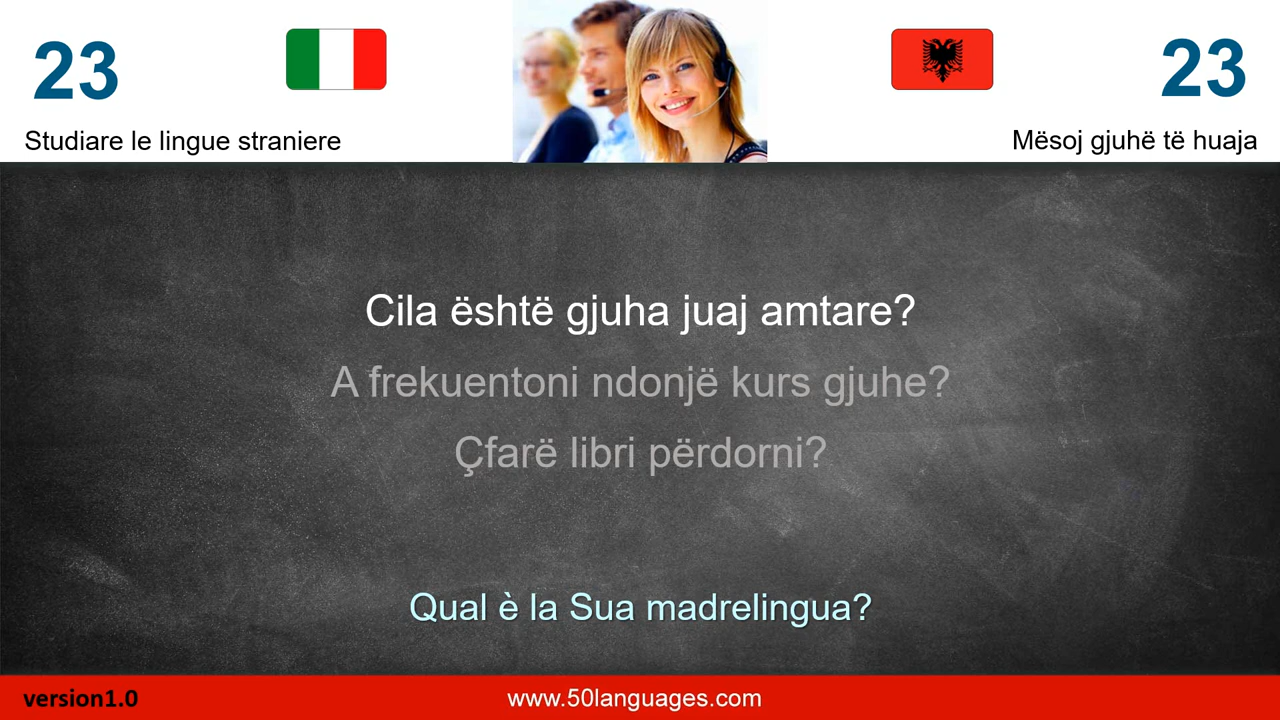 23
23
Studiare le lingue straniere
Mësoj gjuhë të huaja
Cila është gjuha juaj amtare?
A frekuentoni ndonjë kurs gjuhe?
Çfarë libri përdorni?
Qual è la Sua madrelingua?
version1.0
www.50languages.com